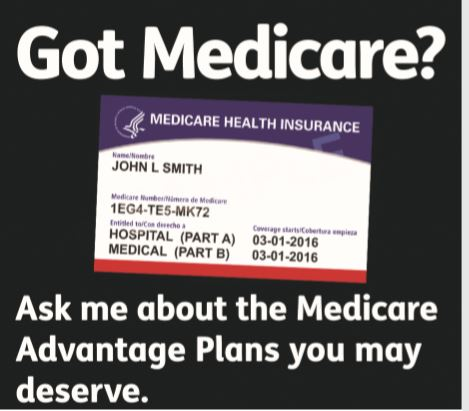 Got Medicare?
MEDICARE HEALTH INSURANCE
Name/Nombre
JOHN L SMITH
Medicare Number/Número de Medicare
1EG4-TE5-MK72
Entitled to/Con derecho a
Coverage starts/Cobertura empieza
HOSPITAL (PART A) 03-01-2016
MEDICAL (PART B) 03-01-2016
Ask me about the Medicare
Advantage Plans you may
deserve.